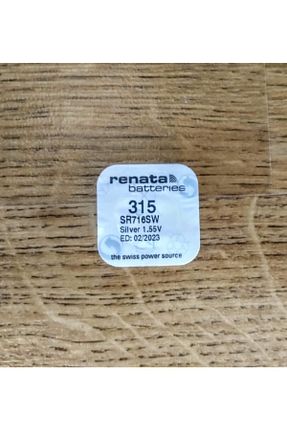 renata
batteries
315
SR716SW
Silver 1.55V
ED: 02/2023
the swiss power source